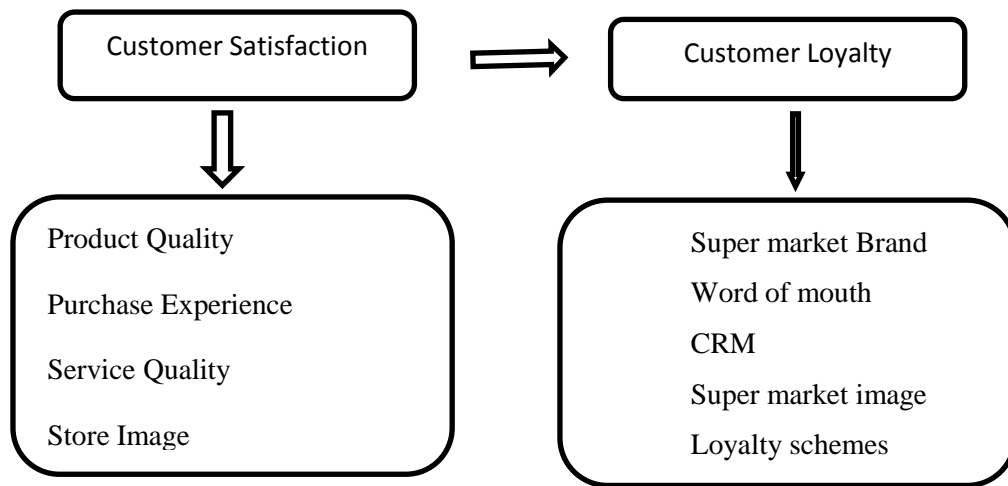 Customer Satisfaction
Customer Loyalty
Product Quality
Purchase Experience
Service Quality
Store Image
Super market Brand
Word of mouth
CRM
Super market image
Loyalty schemes